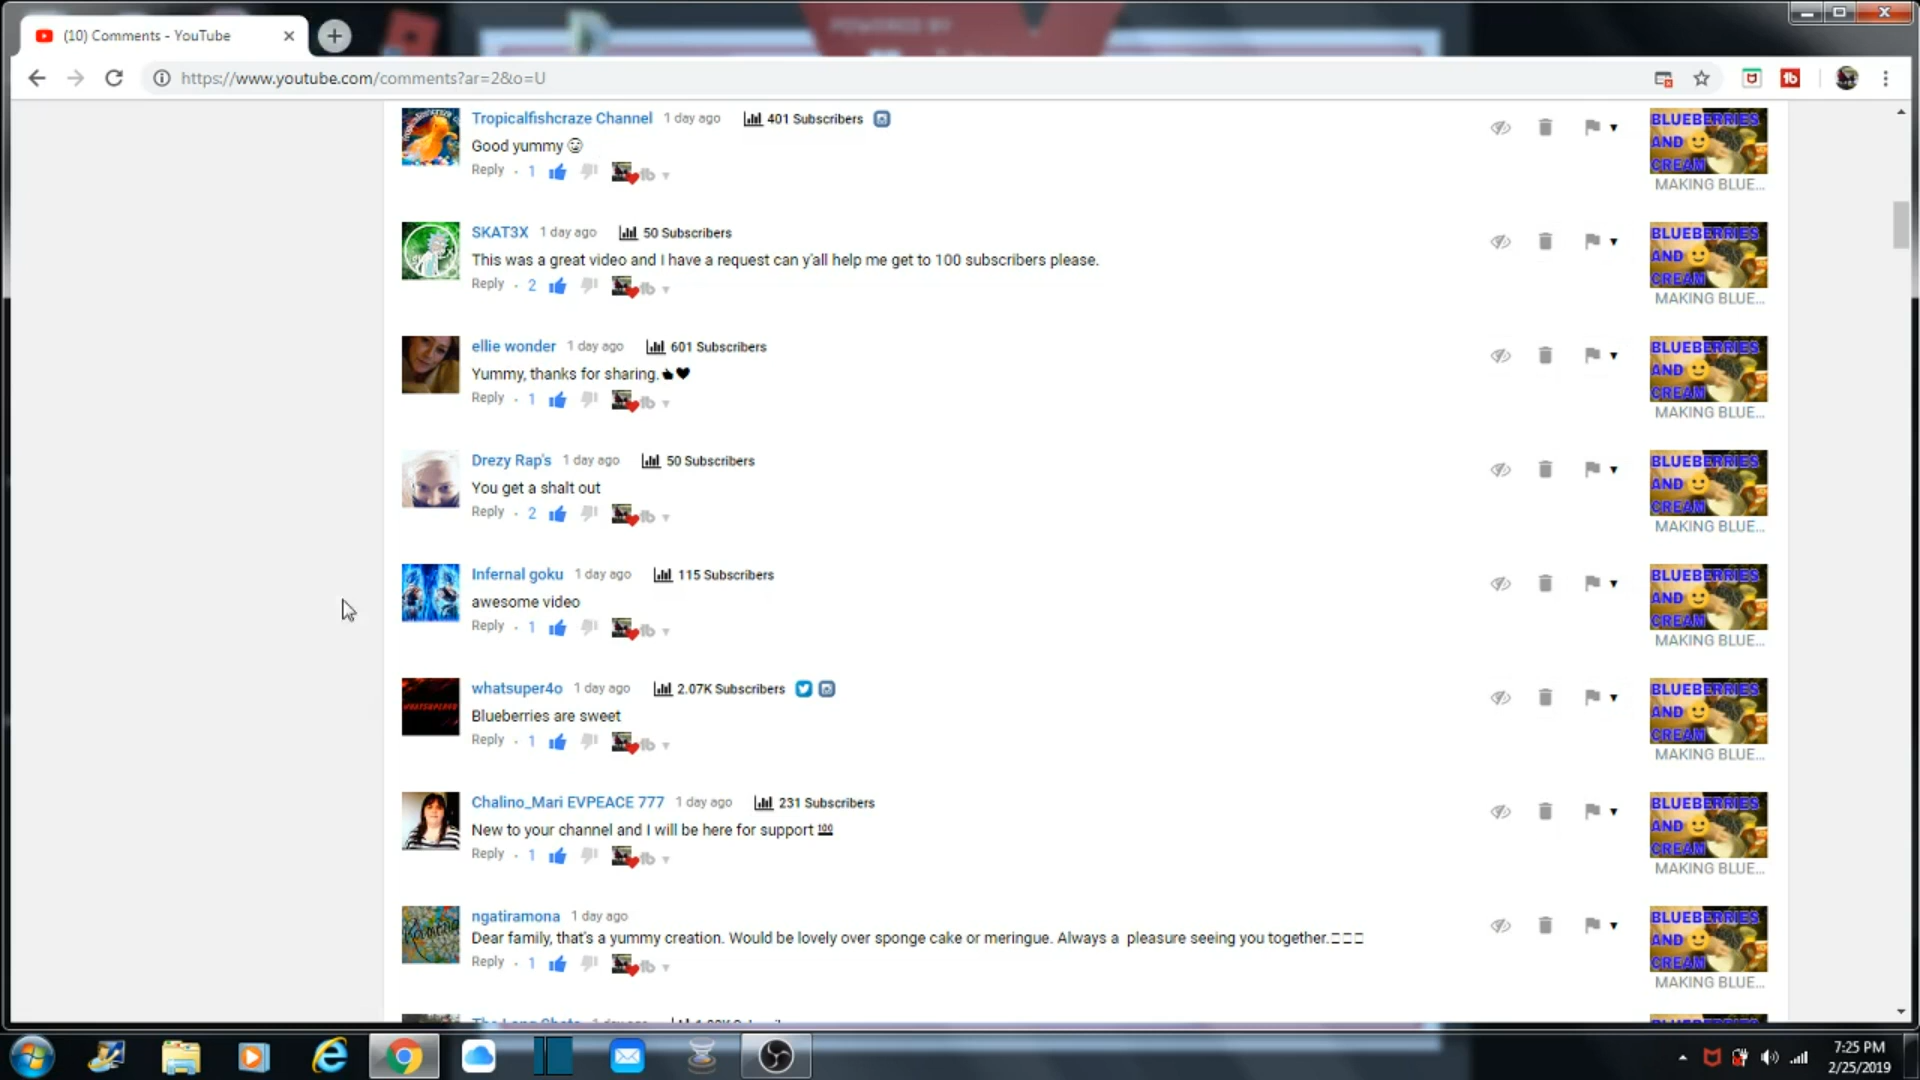 POWERED BY
(10) Comments - YouTube
https://www.youtube.com/comments?ar=2&o=U
Tropicalfishcraze Channel 1 day ago 401 Subscribers
Good yummy
Reply · 1
BLUEBERRIES
AND
CREAM
MAKING BLUE...
SKAT3X 1 day ago 50 Subscribers
This was a great video and I have a request can y'all help me get to 100 subscribers please.
Reply · 2
BLUEBERRIES
AND
CREAM
MAKING BLUE...
ellie wonder 1 day ago 601 Subscribers
Yummy, thanks for sharing.
Reply · 1
BLUEBERRIES
AND
CREAM
MAKING BLUE...
Drezy Rap's 1 day ago 50 Subscribers
You get a shalt out
Reply · 2
BLUEBERRIES
AND
CREAM
MAKING BLUE...
Infernal goku 1 day ago 115 Subscribers
awesome video
Reply · 1
BLUEBERRIES
AND
CREAM
MAKING BLUE...
whatsuper4o 1 day ago 2.07K Subscribers
Blueberries are sweet
Reply · 1
BLUEBERRIES
AND
CREAM
MAKING BLUE...
Chalino_Mari EVPEACE 777 1 day ago 231 Subscribers
New to your channel and I will be here for support 💯
Reply · 1
BLUEBERRIES
AND
CREAM
MAKING BLUE...
ngatiramona 1 day ago
Dear family, that's a yummy creation. Would be lovely over sponge cake or meringue. Always a pleasure seeing you together.
Reply · 1
BLUEBERRIES
AND
CREAM
MAKING BLUE...
7:25 PM
2/25/2019